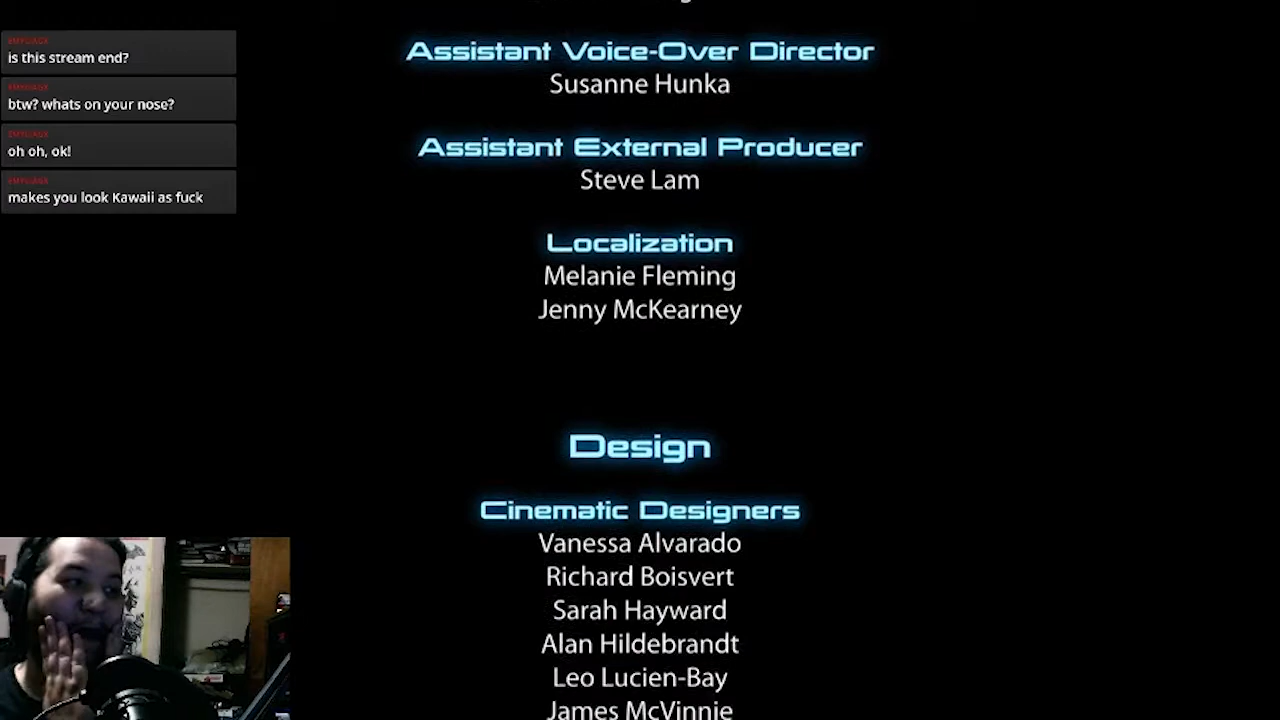 is this stream end?
btw? whats on your nose?
oh oh, ok!
makes you look Kawaii as fuck
Assistant Voice-Over Director
Susanne Hunka
Assistant External Producer
Steve Lam
Localization
Melanie Fleming
Jenny McKearney
Design
Cinematic Designers
Vanessa Alvarado
Richard Boisvert
Sarah Hayward
Alan Hildebrandt
Leo Lucien-Bay
James McVinnie